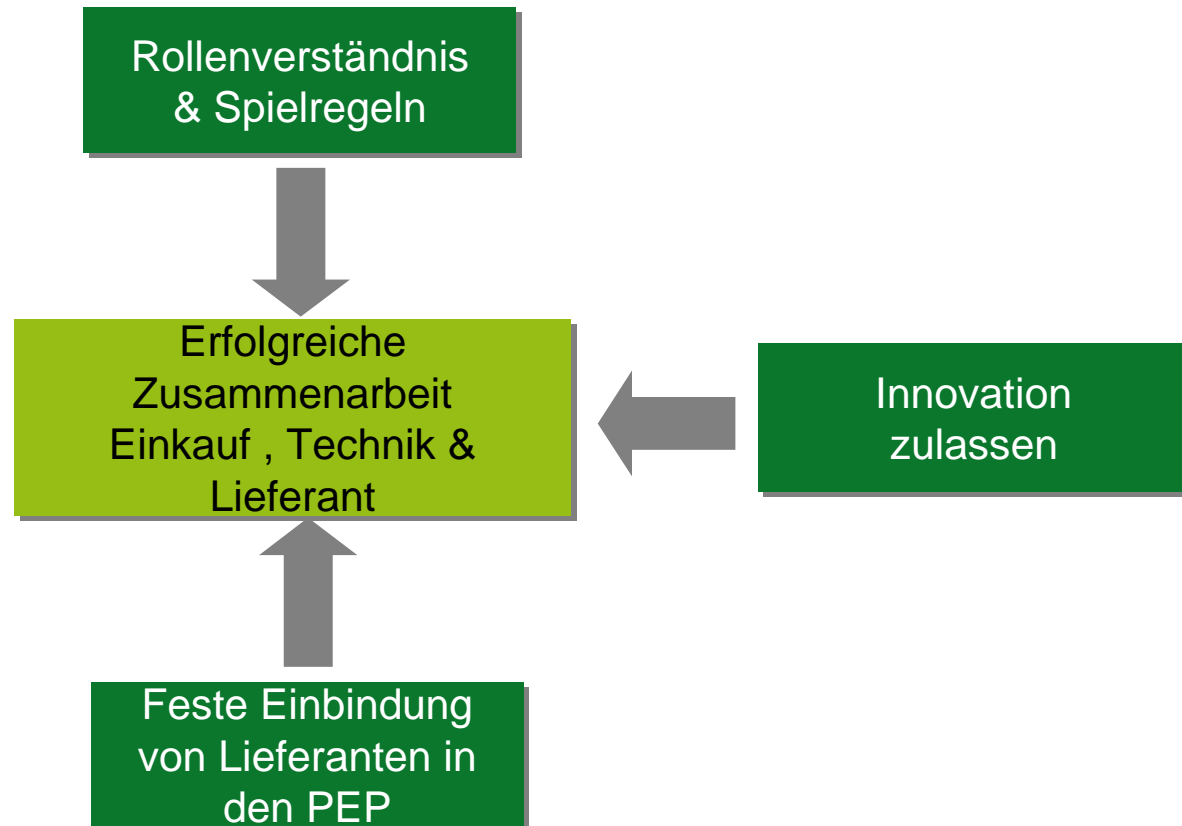 Rollenverständnis
& Spielregeln
Erfolgreiche
Zusammenarbeit
Einkauf , Technik &
Lieferant
Innovation
zulassen
Feste Einbindung
von Lieferanten in
den PEP